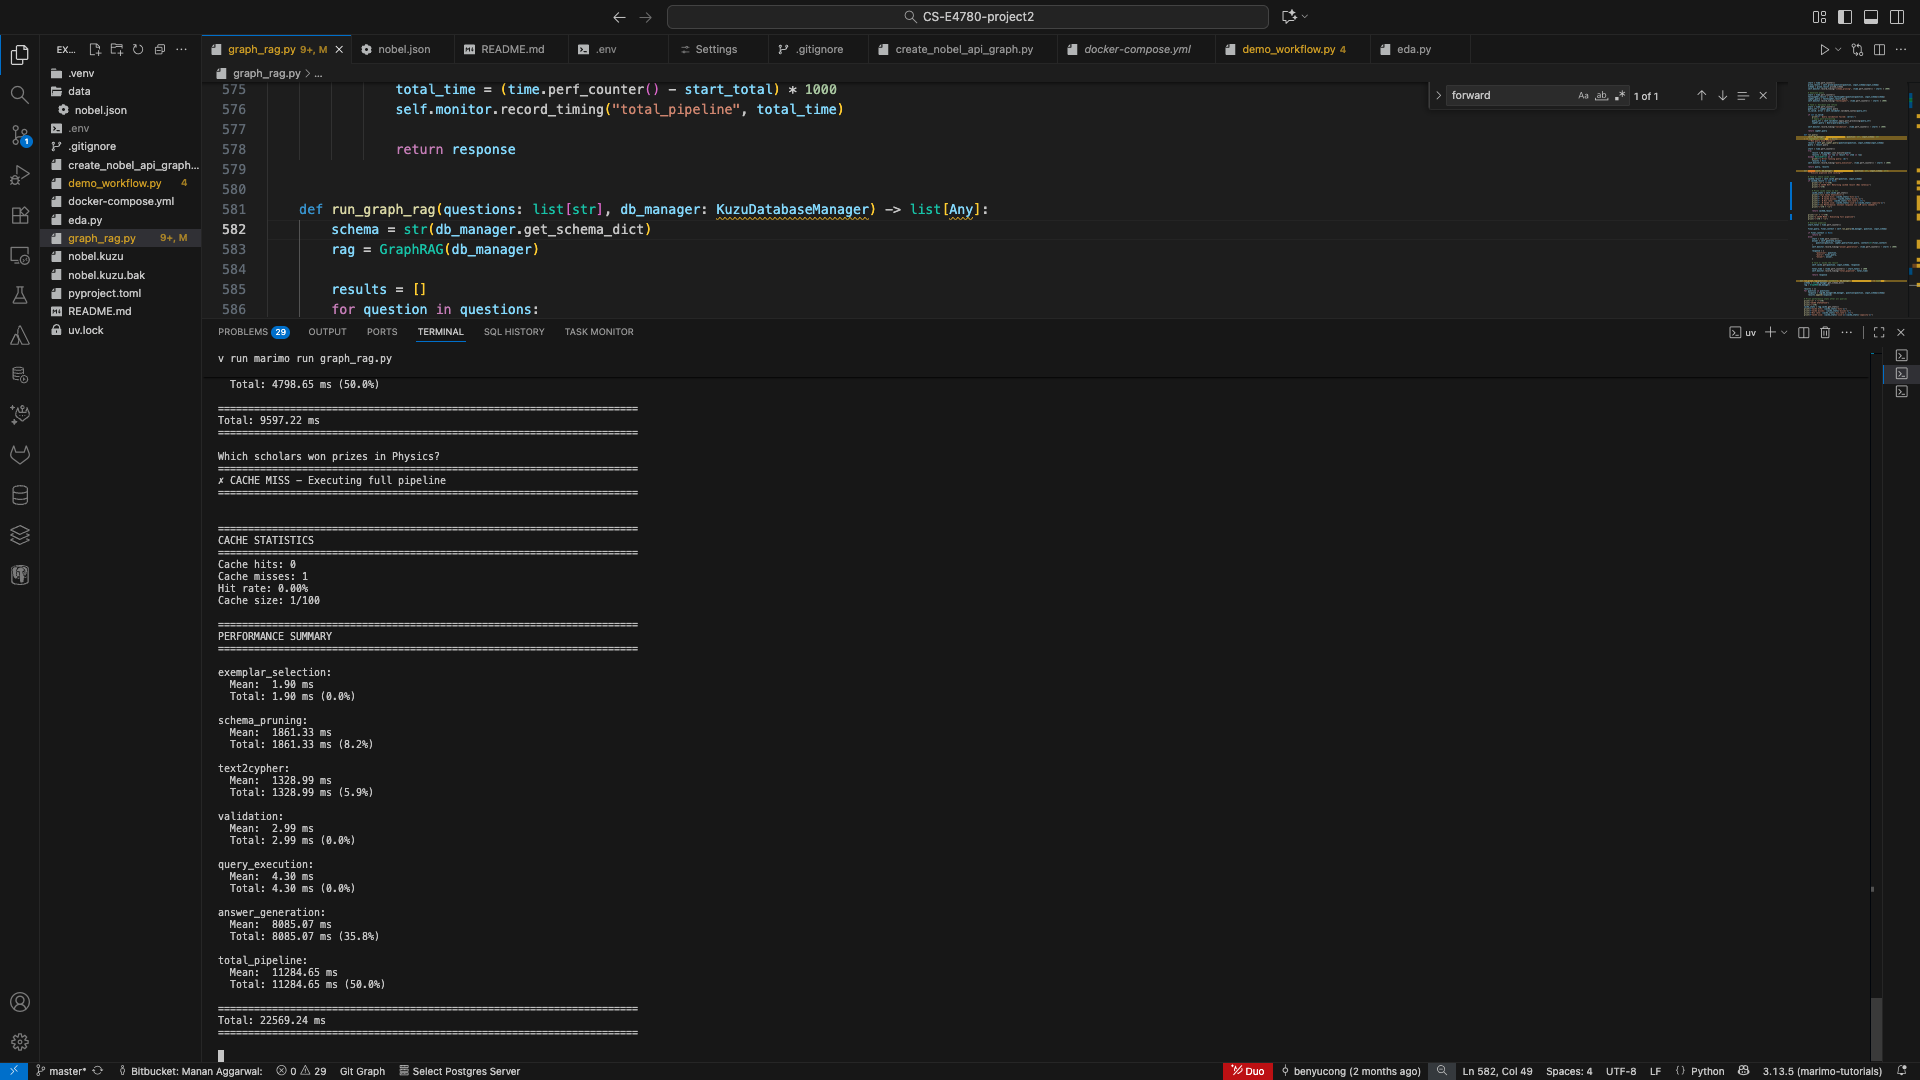 CS-E4780-project2
EX...
graph_rag.py 9+, M
nobel.json
README.md
.env
Settings
.gitignore
create_nobel_api_graph.py
docker-compose.yml
demo_workflow.py 4
eda.py
.venv
data
nobel.json
.env
.gitignore
create_nobel_api_graph...
demo_workflow.py 4
docker-compose.yml
eda.py
graph_rag.py 9+, M
nobel.kuzu
nobel.kuzu.bak
pyproject.toml
README.md
uv.lock
1
graph_rag.py > ...
forward
Aa ab 1 of 1
575 total_time = (time.perf_counter() - start_total) * 1000
576 self.monitor.record_timing("total_pipeline", total_time)
577
578 return response
579
580
581 def run_graph_rag(questions: list[str], db_manager: KuzuDatabaseManager) -> list[Any]:
582 schema = str(db_manager.get_schema_dict)
583 rag = GraphRAG(db_manager)
584
585 results = []
586 for question in questions:
PROBLEMS 29 OUTPUT PORTS TERMINAL SQL HISTORY TASK MONITOR
uv
v run marimo run graph_rag.py
Total: 4798.65 ms (50.0%)
======================================================================
Total: 9597.22 ms
======================================================================
Which scholars won prizes in Physics?
======================================================================
✗ CACHE MISS - Executing full pipeline
======================================================================
======================================================================
CACHE STATISTICS
======================================================================
Cache hits: 0
Cache misses: 1
Hit rate: 0.00%
Cache size: 1/100
======================================================================
PERFORMANCE SUMMARY
======================================================================
exemplar_selection:
Mean: 1.90 ms
Total: 1.90 ms (0.0%)
schema_pruning:
Mean: 1861.33 ms
Total: 1861.33 ms (8.2%)
text2cypher:
Mean: 1328.99 ms
Total: 1328.99 ms (5.9%)
validation:
Mean: 2.99 ms
Total: 2.99 ms (0.0%)
query_execution:
Mean: 4.30 ms
Total: 4.30 ms (0.0%)
answer_generation:
Mean: 8085.07 ms
Total: 8085.07 ms (35.8%)
total_pipeline:
Mean: 11284.65 ms
Total: 11284.65 ms (50.0%)
======================================================================
Total: 22569.24 ms
======================================================================
master* Bitbucket: Manan Aggarwal: 0 29 Git Graph Select Postgres Server Duo benyucong (2 months ago) Ln 582, Col 49 Spaces: 4 UTF-8 LF {} Python 3.13.5 (marimo-tutorials)